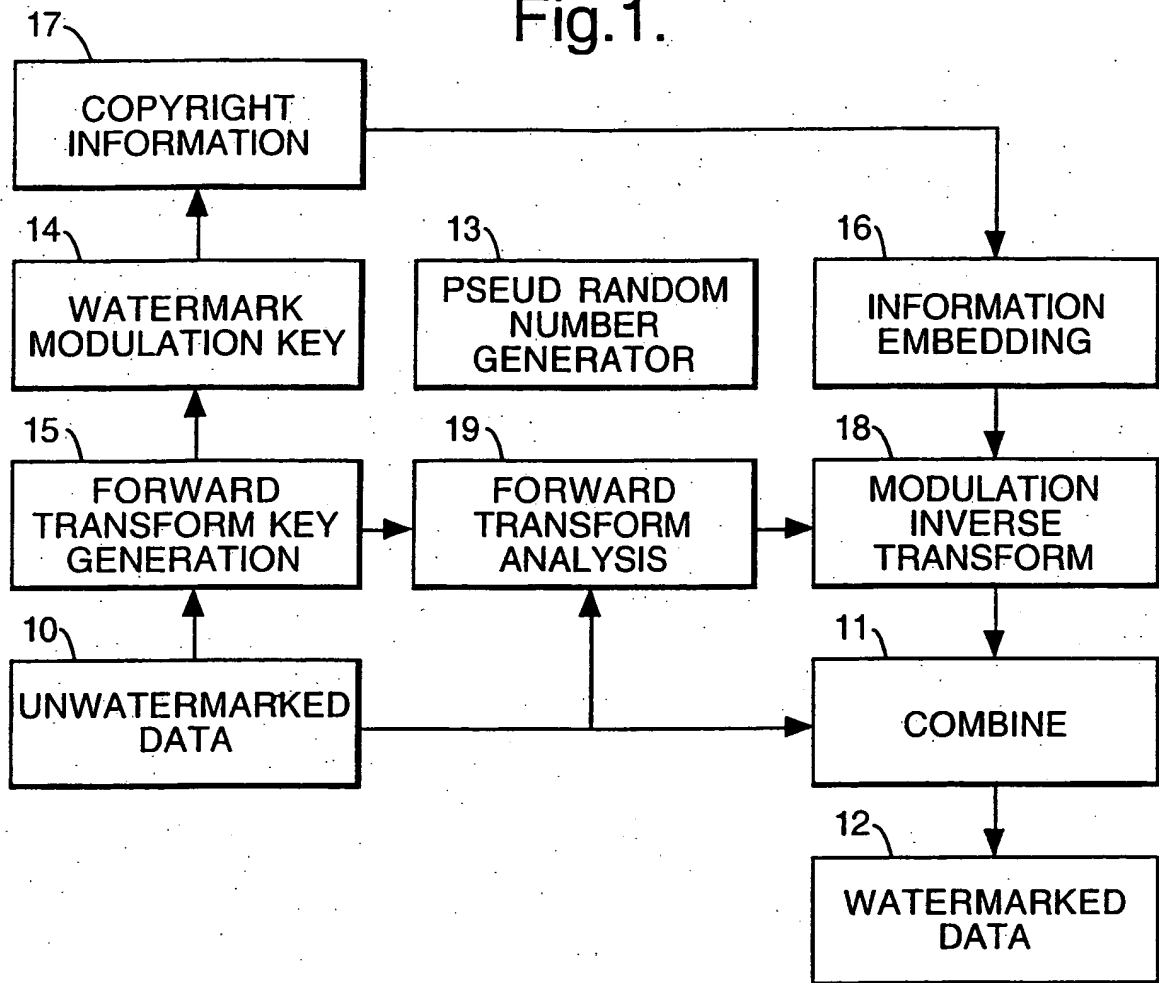 Fig.1.
17
COPYRIGHT
INFORMATION
14
WATERMARK
MODULATION KEY
13
PSEUD RANDOM
NUMBER
GENERATOR
16
INFORMATION
EMBEDDING
15
FORWARD
TRANSFORM KEY
GENERATION
19
FORWARD
TRANSFORM
ANALYSIS
18
MODULATION
INVERSE
TRANSFORM
10
UNWATERMARKED
DATA
11
COMBINE
12
WATERMARKED
DATA